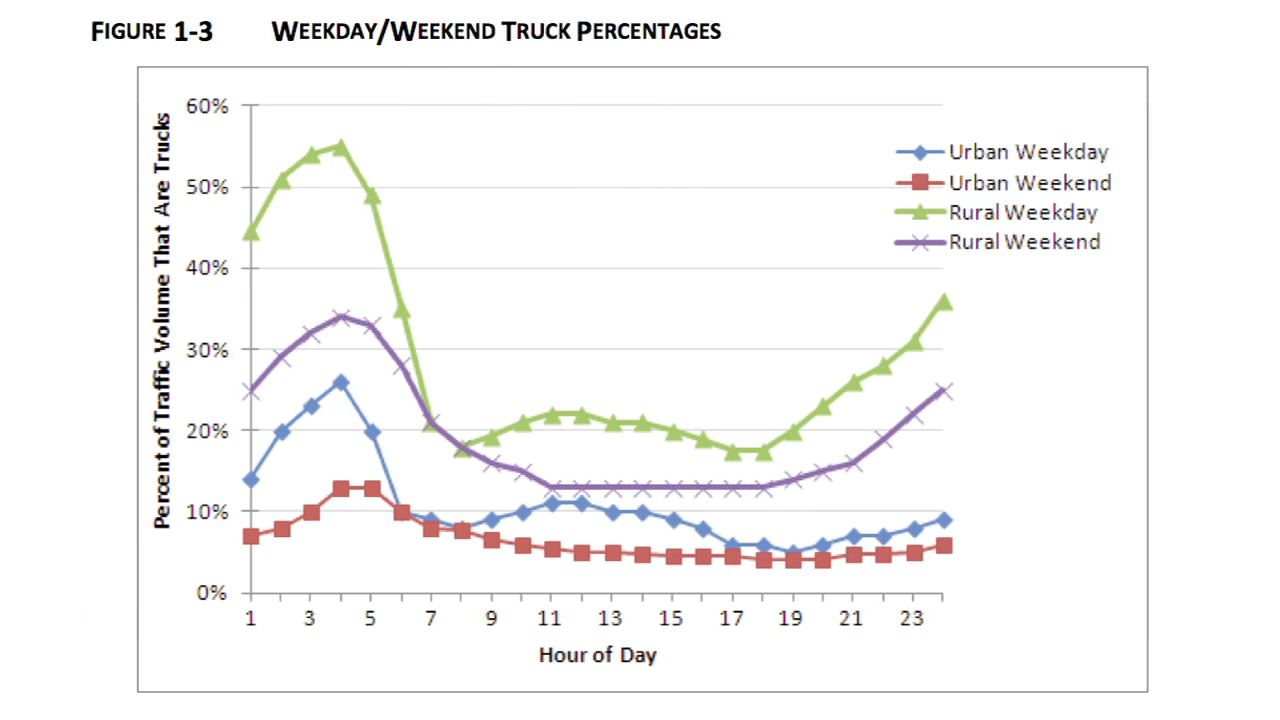 FIGURE 1-3 WEEKDAY/WEEKEND TRUCK PERCENTAGES
Percent of Traffic Volume That Are Trucks
60%
50%
40%
30%
20%
10%
0%
1 3 5 7 9 11 13 15 17 19 21 23
Hour of Day
Urban Weekday
Urban Weekend
Rural Weekday
Rural Weekend